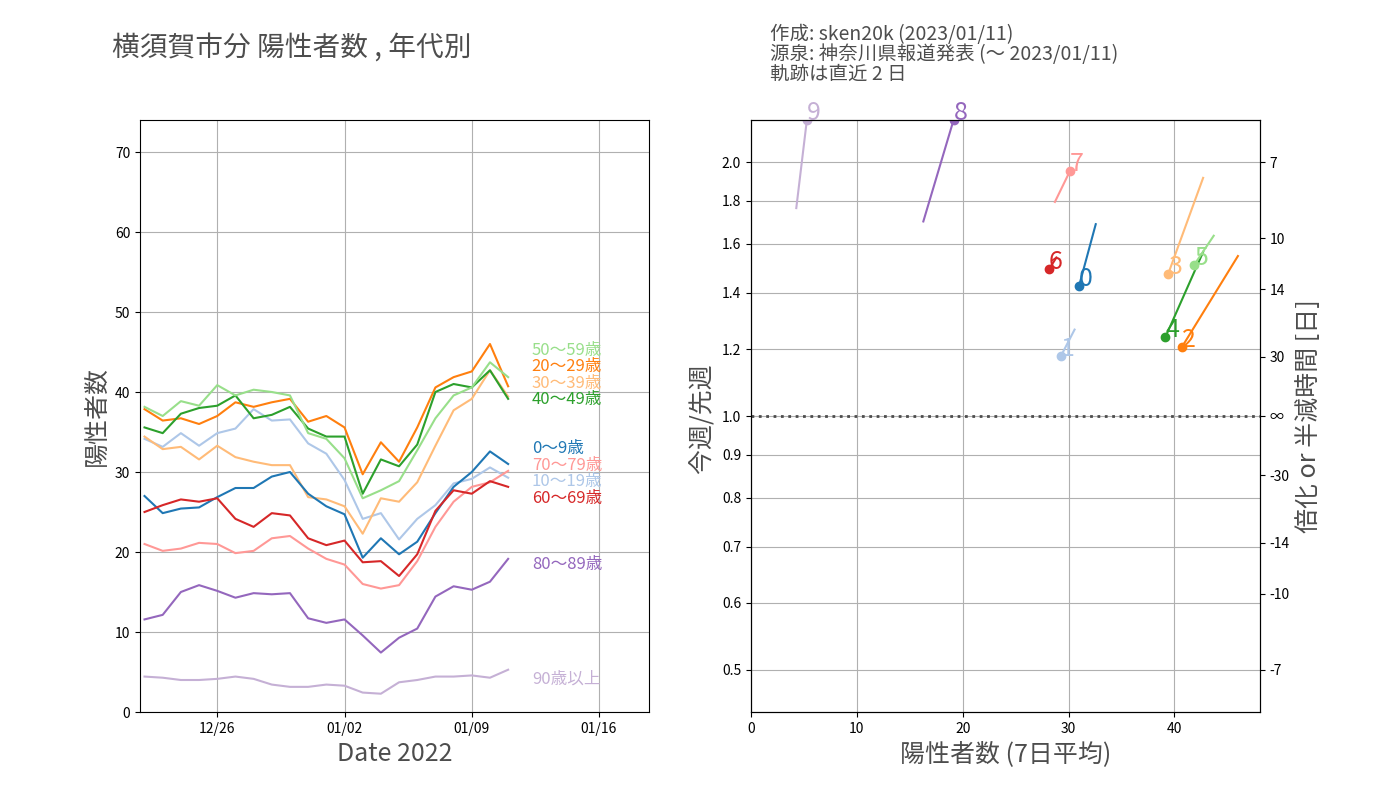 横須賀市分 陽性者数 , 年代別
作成: sken20k (2023/01/11)
源泉: 神奈川県報道発表 (〜 2023/01/11)
軌跡は直近 2 日
陽性者数
70
60
50
40
30
20
10
0
12/26
01/02
01/09
01/16
Date 2022
50〜59歳
20〜29歳
30〜39歳
40〜49歳
0〜9歳
70〜79歳
10〜19歳
60〜69歳
80〜89歳
90歳以上
今週/先週
2.0
1.8
1.6
1.4
1.2
1.0
0.9
0.8
0.7
0.6
0.5
9
8
7
6
0
3
5
4
2
1
0
10
20
30
40
陽性者数 (7日平均)
7
10
14
30
∞
-30
-14
-10
-7
倍化 or 半減時間 [日]